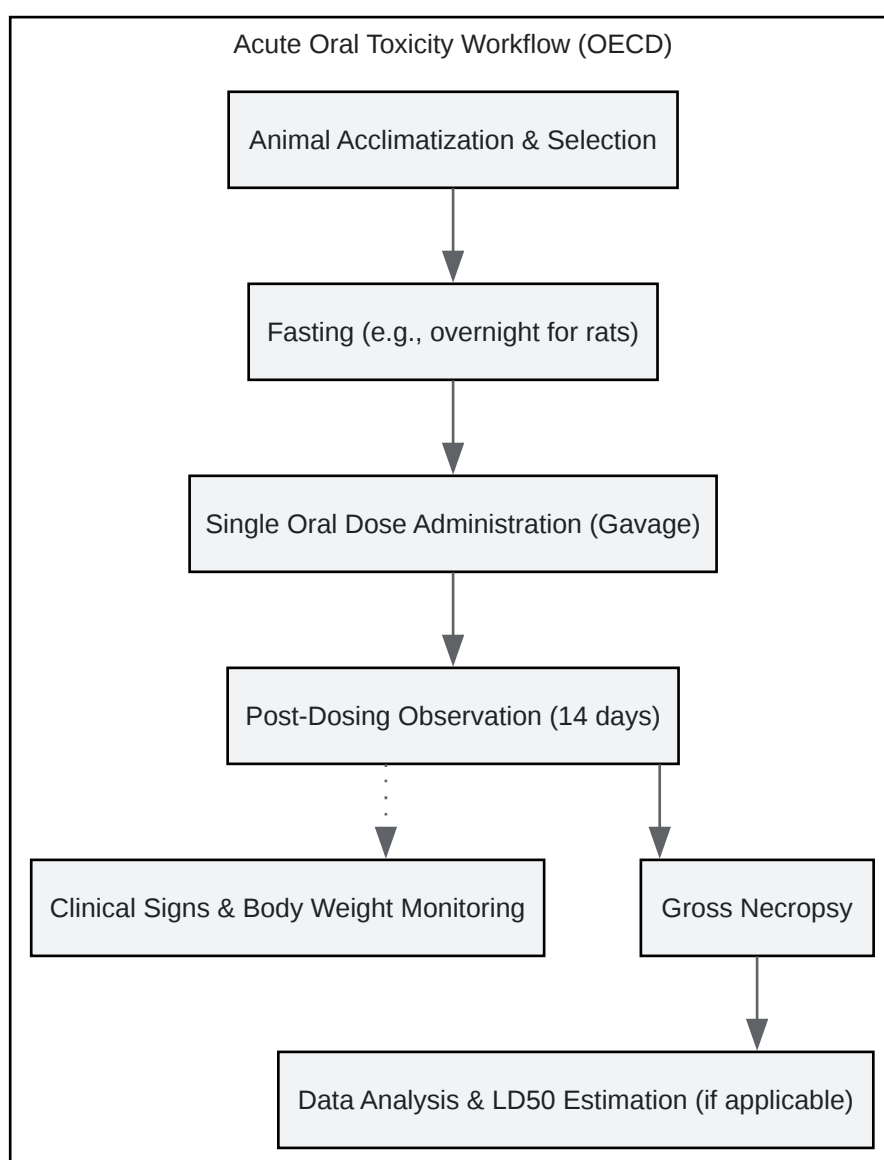 Acute Oral Toxicity Workflow (OECD)
Animal Acclimatization & Selection
Fasting (e.g., overnight for rats)
Single Oral Dose Administration (Gavage)
Post-Dosing Observation (14 days)
Clinical Signs & Body Weight Monitoring
Gross Necropsy
Data Analysis & LD50 Estimation (if applicable)